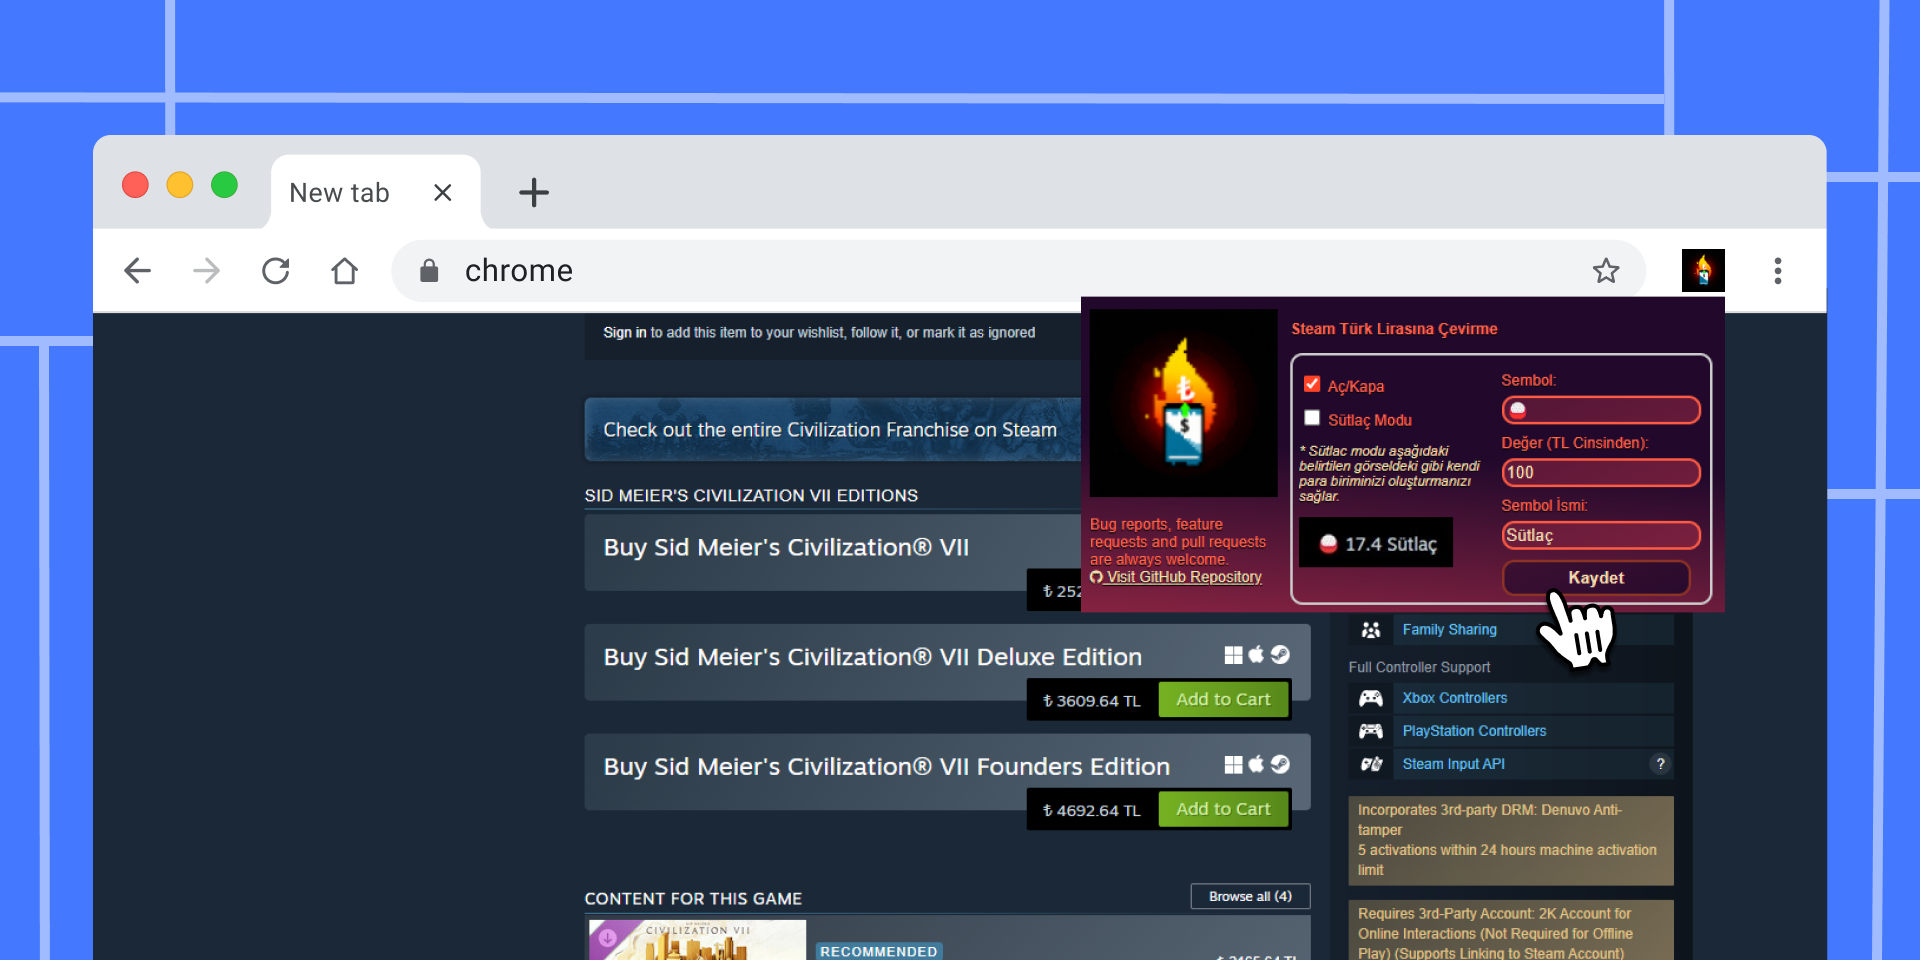 New tab
chrome
Sign in to add this item to your wishlist, follow it, or mark it as ignored
Check out the entire Civilization Franchise on Steam
SID MEIER'S CIVILIZATION VII EDITIONS
Buy Sid Meier's Civilization® VII
₺ 252
Buy Sid Meier's Civilization® VII Deluxe Edition
₺ 3609.64 TL
Add to Cart
Buy Sid Meier's Civilization® VII Founders Edition
₺ 4692.64 TL
Add to Cart
CONTENT FOR THIS GAME
Browse all (4)
CIVILIZATION VII
RECOMMENDED
Steam Türk Lirasına Çevirme
₺
$
Bug reports, feature
requests and pull requests
are always welcome.
Visit GitHub Repository
Aç/Kapa
Sütlaç Modu
* Sütlac modu aşağıdaki
belirtilen görseldeki gibi kendi
para biriminizi oluşturmanızı
sağlar.
17.4 Sütlaç
Sembol:
Değer (TL Cinsinden):
100
Sembol İsmi:
Sütlaç
Kaydet
Family Sharing
Full Controller Support
Xbox Controllers
PlayStation Controllers
Steam Input API
?
Incorporates 3rd-party DRM: Denuvo Anti-
tamper
5 activations within 24 hours machine activation
limit
Requires 3rd-Party Account: 2K Account for
Online Interactions (Not Required for Offline
Play) (Supports Linking to Steam Account)